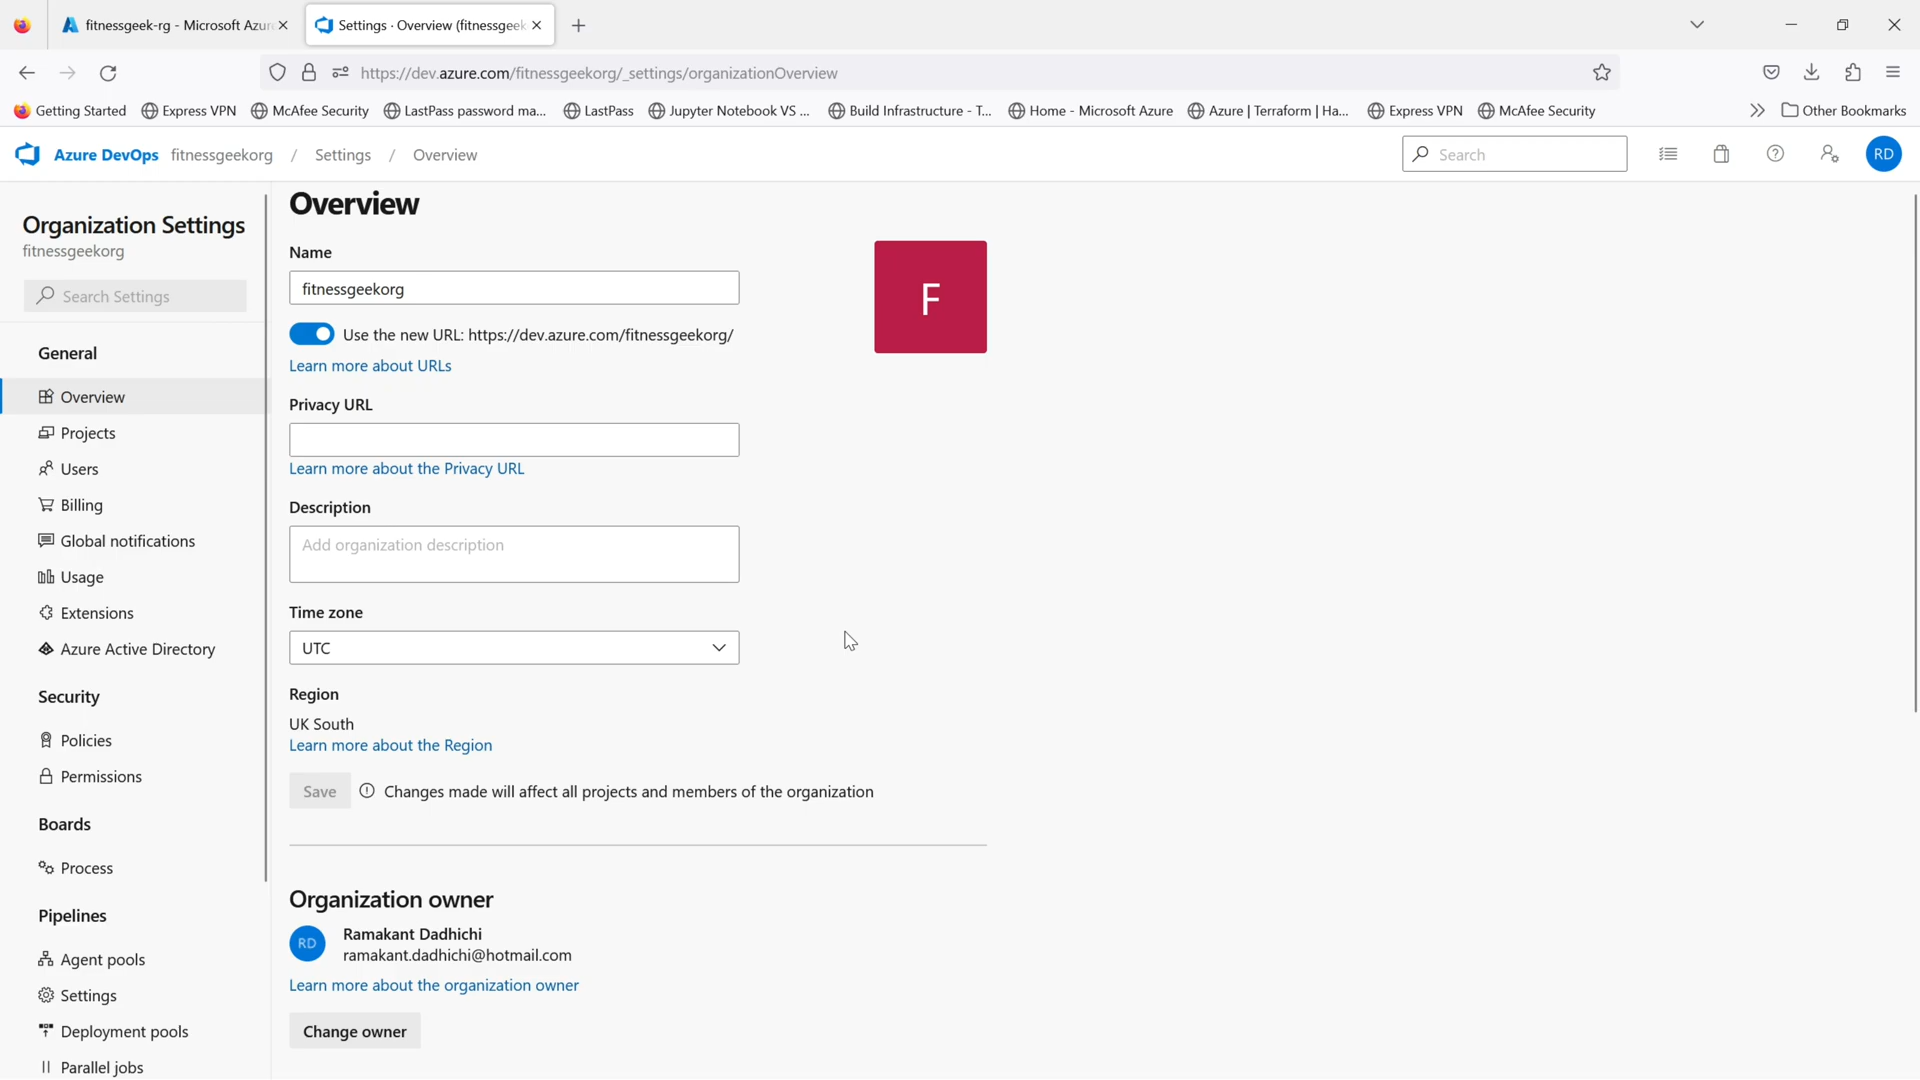 fitnessgeek-rg - Microsoft Azur
Settings · Overview (fitnessgeek-
https://dev.azure.com/fitnessgeekorg/_settings/organizationOverview
Getting Started
Express VPN
McAfee Security
LastPass password ma...
LastPass
Jupyter Notebook VS ...
Build Infrastructure - T...
Home - Microsoft Azure
Azure | Terraform | Ha...
Express VPN
McAfee Security
Other Bookmarks
Azure DevOps fitnessgeekorg / Settings / Overview
Search
RD
Organization Settings
fitnessgeekorg
Search Settings
General
Overview
Projects
Users
Billing
Global notifications
Usage
Extensions
Azure Active Directory
Security
Policies
Permissions
Boards
Process
Pipelines
Agent pools
Settings
Deployment pools
Parallel jobs
Overview
Name
fitnessgeekorg
Use the new URL: https://dev.azure.com/fitnessgeekorg/
Learn more about URLs
F
Privacy URL
Learn more about the Privacy URL
Description
Add organization description
Time zone
UTC
Region
UK South
Learn more about the Region
Save
Changes made will affect all projects and members of the organization
Organization owner
RD
Ramakant Dadhichi
ramakant.dadhichi@hotmail.com
Learn more about the organization owner
Change owner